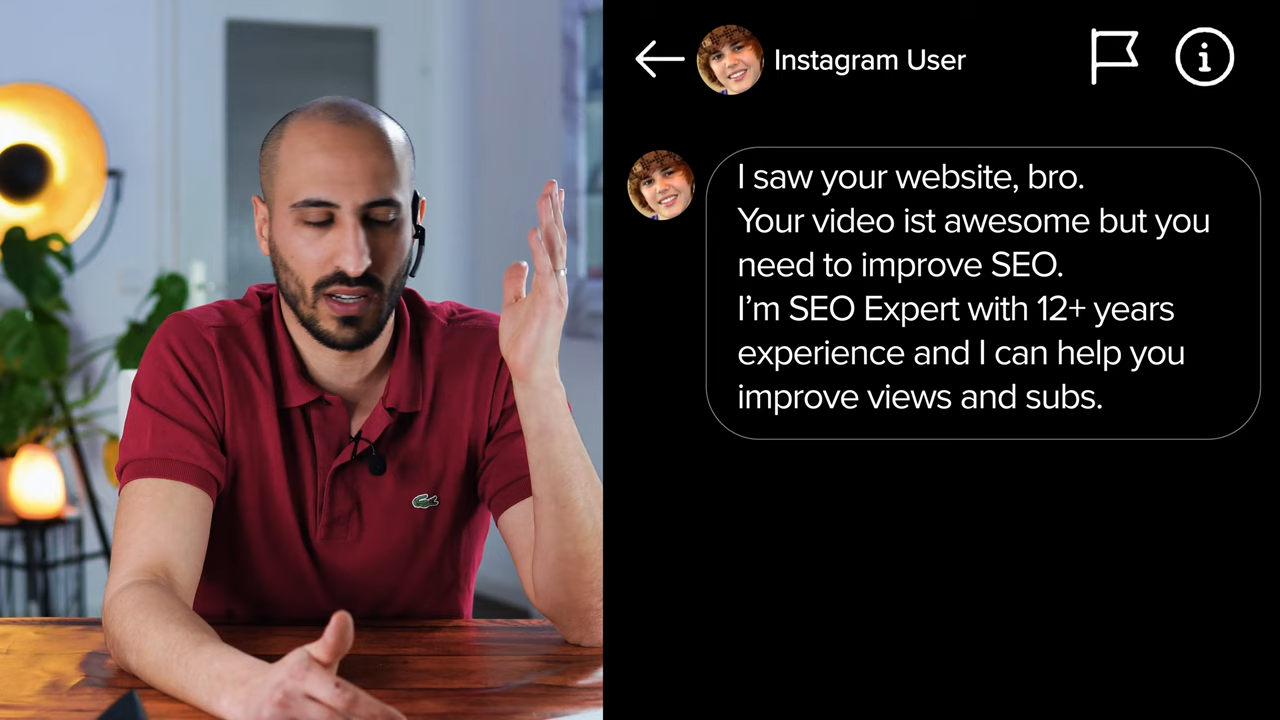 Instagram User
I saw your website, bro.
Your video ist awesome but you
need to improve SEO.
I’m SEO Expert with 12+ years
experience and I can help you
improve views and subs.